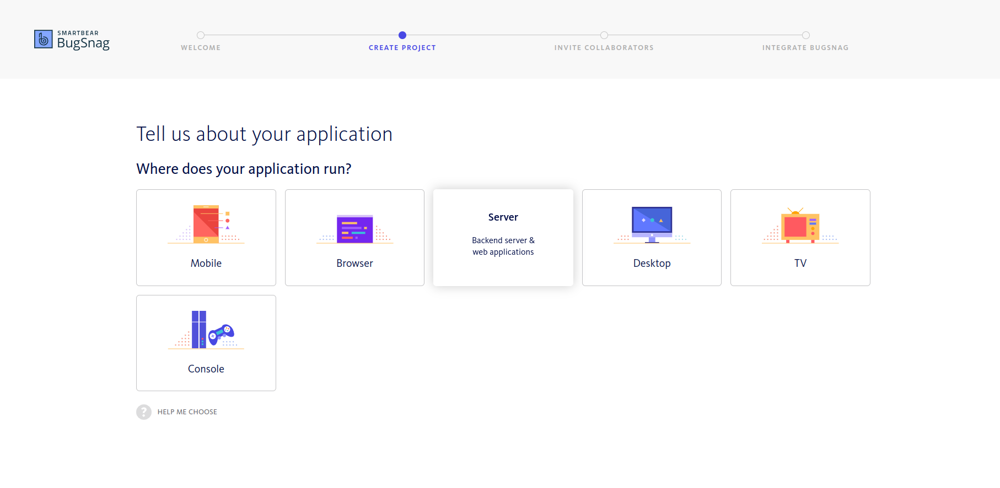 SMARTBEAR
BugSnag
WELCOME
CREATE PROJECT
INVITE COLLABORATORS
INTEGRATE BUGSNAG
Tell us about your application
Where does your application run?
Mobile
Browser
Server
Backend server &
web applications
Desktop
TV
Console
? HELP ME CHOOSE